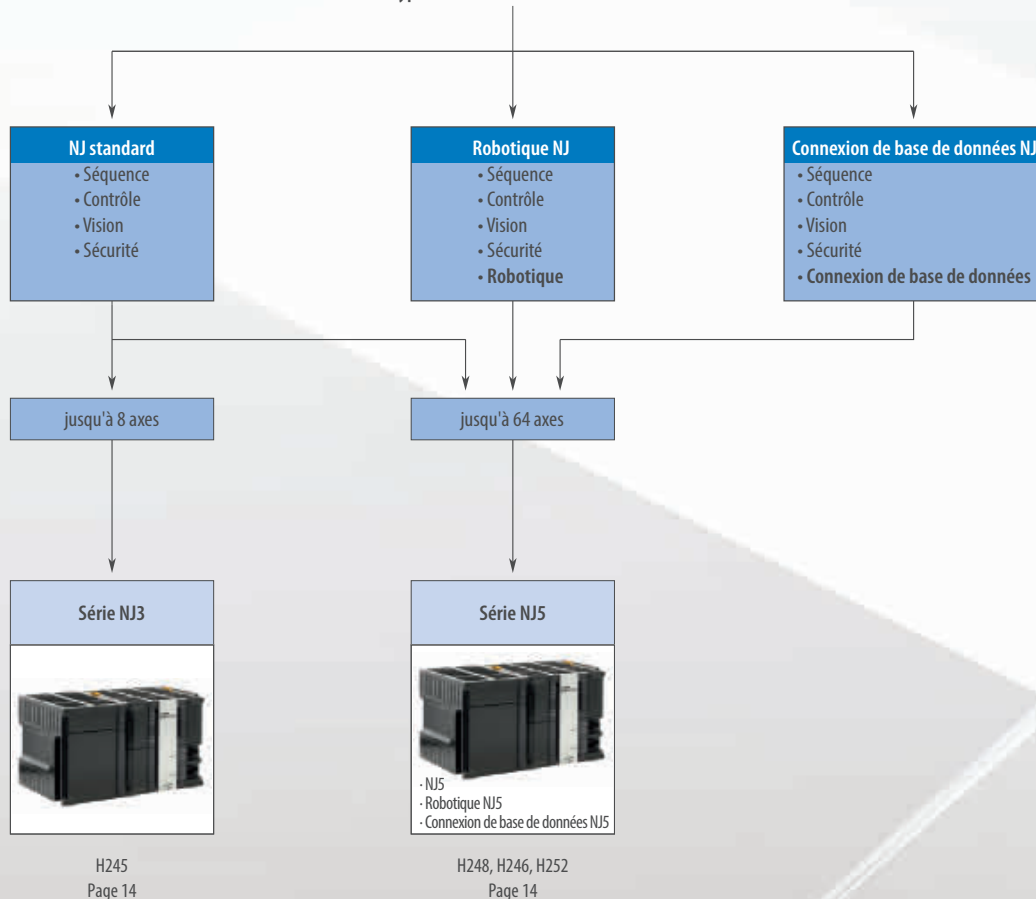 NJ standard
• Séquence
• Contrôle
• Vision
• Sécurité
Robotique NJ
• Séquence
• Contrôle
• Vision
• Sécurité
• Robotique
Connexion de base de données NJ
• Séquence
• Contrôle
• Vision
• Sécurité
• Connexion de base de données
jusqu'à 8 axes
jusqu'à 64 axes
Série NJ3
Série NJ5
· NJ5
· Robotique NJ5
· Connexion de base de données NJ5
H245
Page 14
H248, H246, H252
Page 14